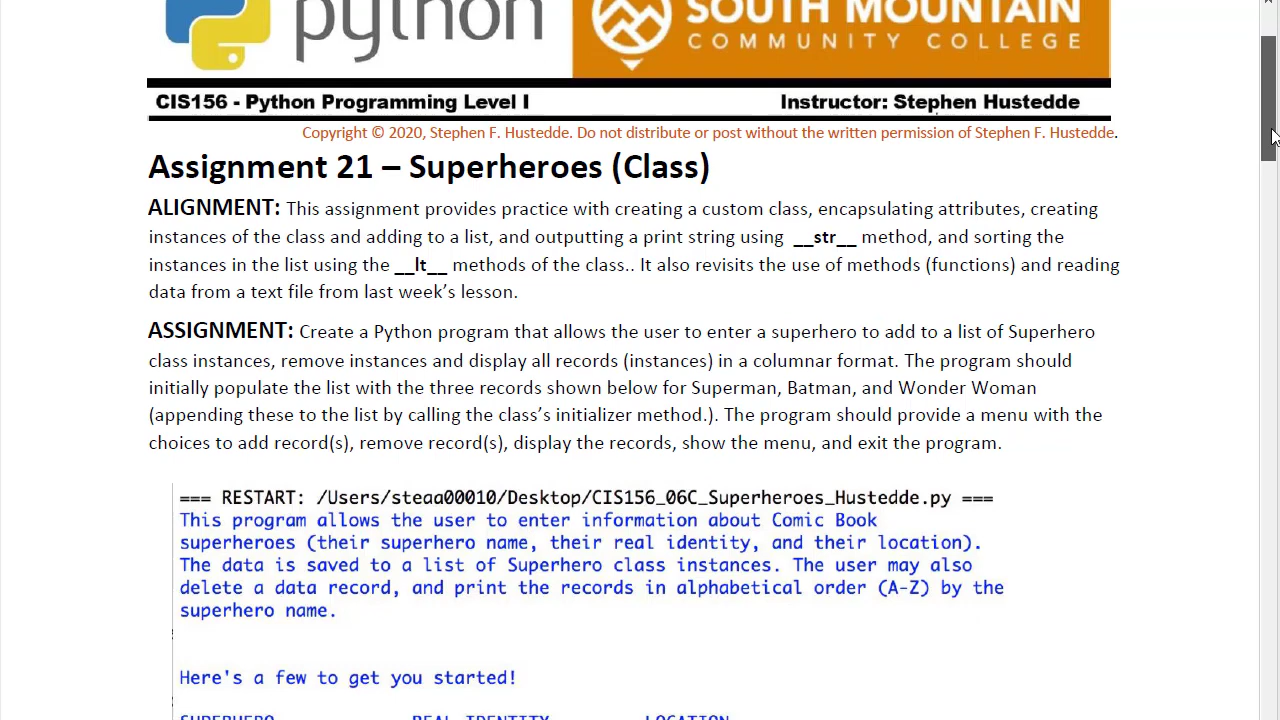 python
SOUTH MOUNTAIN
COMMUNITY COLLEGE
CIS156 - Python Programming Level I Instructor: Stephen Hustedde
Copyright © 2020, Stephen F. Hustedde. Do not distribute or post without the written permission of Stephen F. Hustedde.
Assignment 21 – Superheroes (Class)
ALIGNMENT: This assignment provides practice with creating a custom class, encapsulating attributes, creating
instances of the class and adding to a list, and outputting a print string using __str__ method, and sorting the
instances in the list using the __lt__ methods of the class.. It also revisits the use of methods (functions) and reading
data from a text file from last week’s lesson.
ASSIGNMENT: Create a Python program that allows the user to enter a superhero to add to a list of Superhero
class instances, remove instances and display all records (instances) in a columnar format. The program should
initially populate the list with the three records shown below for Superman, Batman, and Wonder Woman
(appending these to the list by calling the class’s initializer method.). The program should provide a menu with the
choices to add record(s), remove record(s), display the records, show the menu, and exit the program.
=== RESTART: /Users/steaa00010/Desktop/CIS156_06C_Superheroes_Hustedde.py ===
This program allows the user to enter information about Comic Book
superheroes (their superhero name, their real identity, and their location).
The data is saved to a list of Superhero class instances. The user may also
delete a data record, and print the records in alphabetical order (A-Z) by the
superhero name.
Here's a few to get you started!
SUPERHERO REAL IDENTITY LOCATION